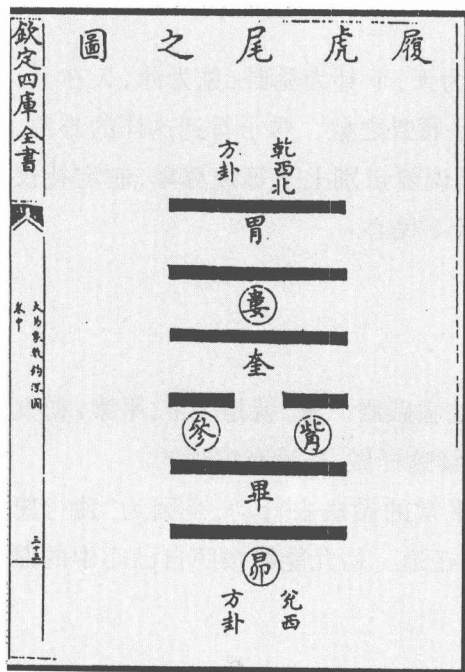 履虎尾之圖
乾西北
方卦
胃
婁
奎
觜
參
畢
昴
兌西
方卦
欽定四庫全書
大易象數鉤深圖
卷中
三十三